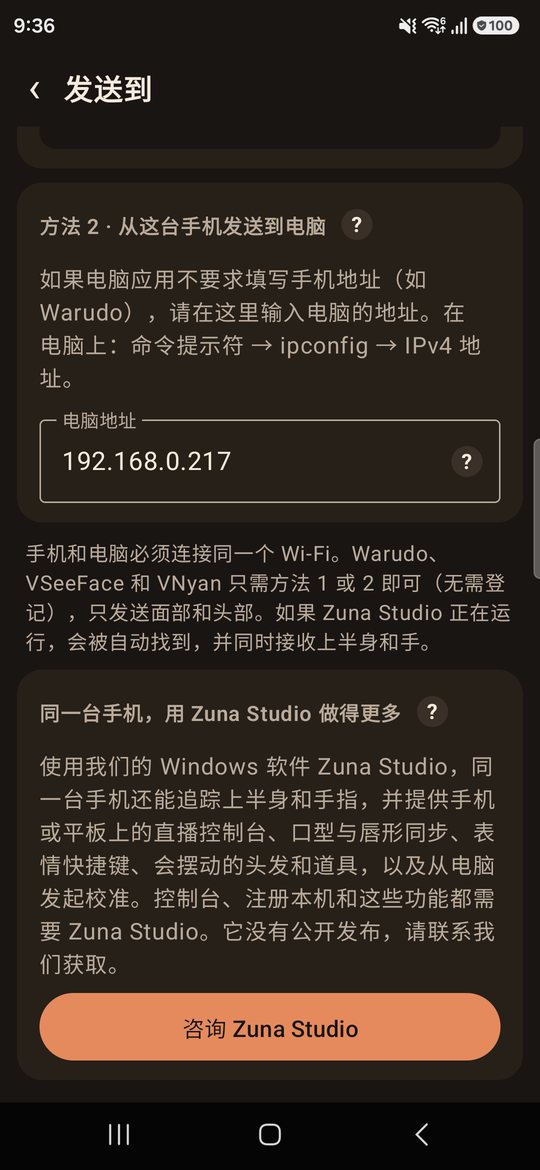 9:36
6
100
发送到
方法 2 · 从这台手机发送到电脑
?
如果电脑应用不要求填写手机地址（如
Warudo），请在这里输入电脑的地址。在
电脑上：命令提示符 → ipconfig → IPv4 地
址。
电脑地址
192.168.0.217
?
手机和电脑必须连接同一个 Wi-Fi。Warudo、
VSeeFace 和 VNyan 只需方法 1 或 2 即可（无需登
记），只发送面部和头部。如果 Zuna Studio 正在运
行，会被自动找到，并同时接收上半身和手。
同一台手机，用 Zuna Studio 做得更多
?
使用我们的 Windows 软件 Zuna Studio，同
一台手机还能追踪上半身和手指，并提供手机
或平板上的直播控制台、口型与唇形同步、表
情快捷键、会摆动的头发和道具，以及从电脑
发起校准。控制台、注册本机和这些功能都需
要 Zuna Studio。它没有公开发布，请联系我
们获取。
咨询 Zuna Studio